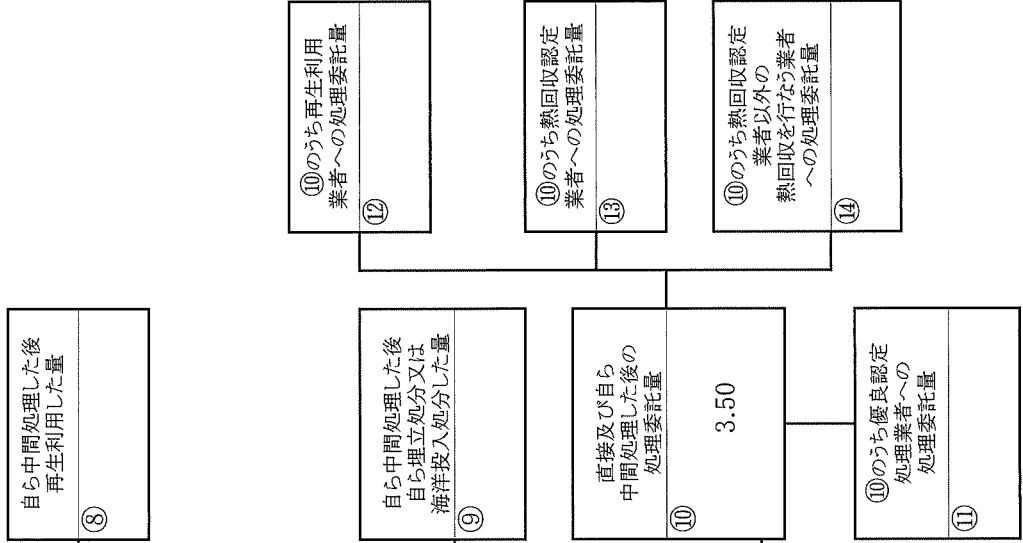 自ら中間処理した後
再生利用した量
⑧
自ら中間処理した後
自ら埋立処分又は
海洋投入処分した量
⑨
直接及び自ら
中間処理した後の
処理委託量
⑩
3.50
⑩のうち優良認定
処理業者への
処理委託量
⑪
⑩のうち再生利用
業者への処理委託量
⑫
⑩のうち熱回収認定
業者への処理委託量
⑬
⑩のうち熱回収認定
業者以外の
熱回収を行なう業者
への処理委託量
⑭